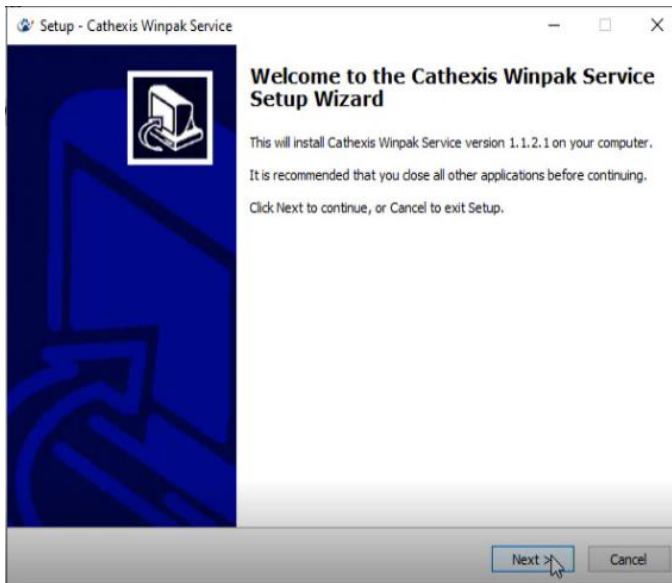 Setup - Cathexis Winpak Service
Welcome to the Cathexis Winpak Service
Setup Wizard
This will install Cathexis Winpak Service version 1.1.2.1 on your computer.
It is recommended that you close all other applications before continuing.
Click Next to continue, or Cancel to exit Setup.
Next >
Cancel